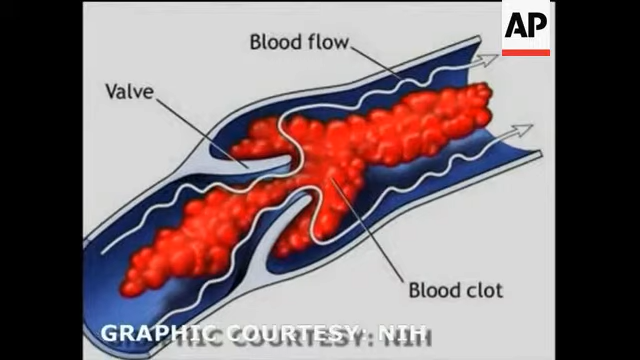 AP
Blood flow
Valve
Blood clot
GRAPHIC COURTESY: NIH